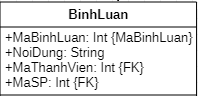 BinhLuan
+MaBinhLuan: Int {MaBinhLuan}
+NoiDung: String
+MaThanhVien: Int {FK}
+MaSP: Int {FK}